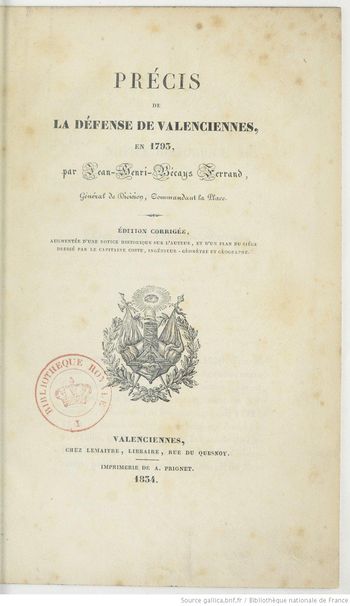 PRÉCIS
DE
LA DÉFENSE DE VALENCIENNES,
EN 1793,
par Jean-Henri-Bécays Ferrand,
Général de Division, Commandant la Place.
ÉDITION CORRIGÉE,
AUGMENTÉE D'UNE NOTICE HISTORIQUE SUR L'AUTEUR, ET D'UN PLAN DU SIÉGE
DRESSÉ PAR LE CAPITAINE COSTE, INGÉNIEUR-GÉOMÈTRE ET GÉOGRAPHE.
BIBLIOTHEQUE ROYALE
VALENCIENNES,
CHEZ LEMAITRE, LIBRAIRE, RUE DU QUESNOY.
IMPRIMERIE DE A. PRIGNET.
1834.
Source gallica.bnf.fr / Bibliothèque nationale de France